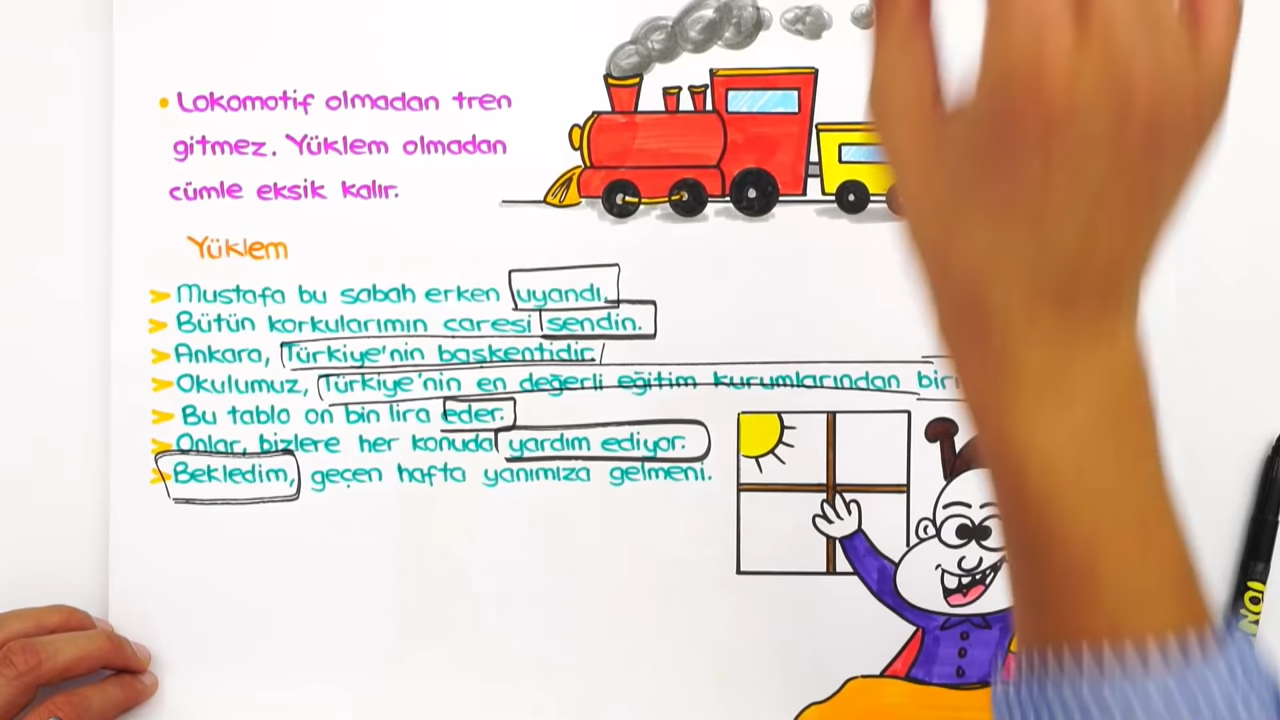 • Lokomotif olmadan tren
gitmez. Yüklem olmadan
cümle eksik kalır.
Yüklem
➤ Mustafa bu sabah erken uyandı.
➤ Bütün korkularımın caresi sendin.
➤ Ankara, Türkiye'nin başkentidir.
➤ Okulumuz, Türkiye'nin en değerli eğitim kurumlarından biri
➤ Bu tablo on bin lira eder.
➤ Onlar, bizlere her konuda yardım ediyor.
➤ Bekledim, geçen hafta yanımıza gelmeni.